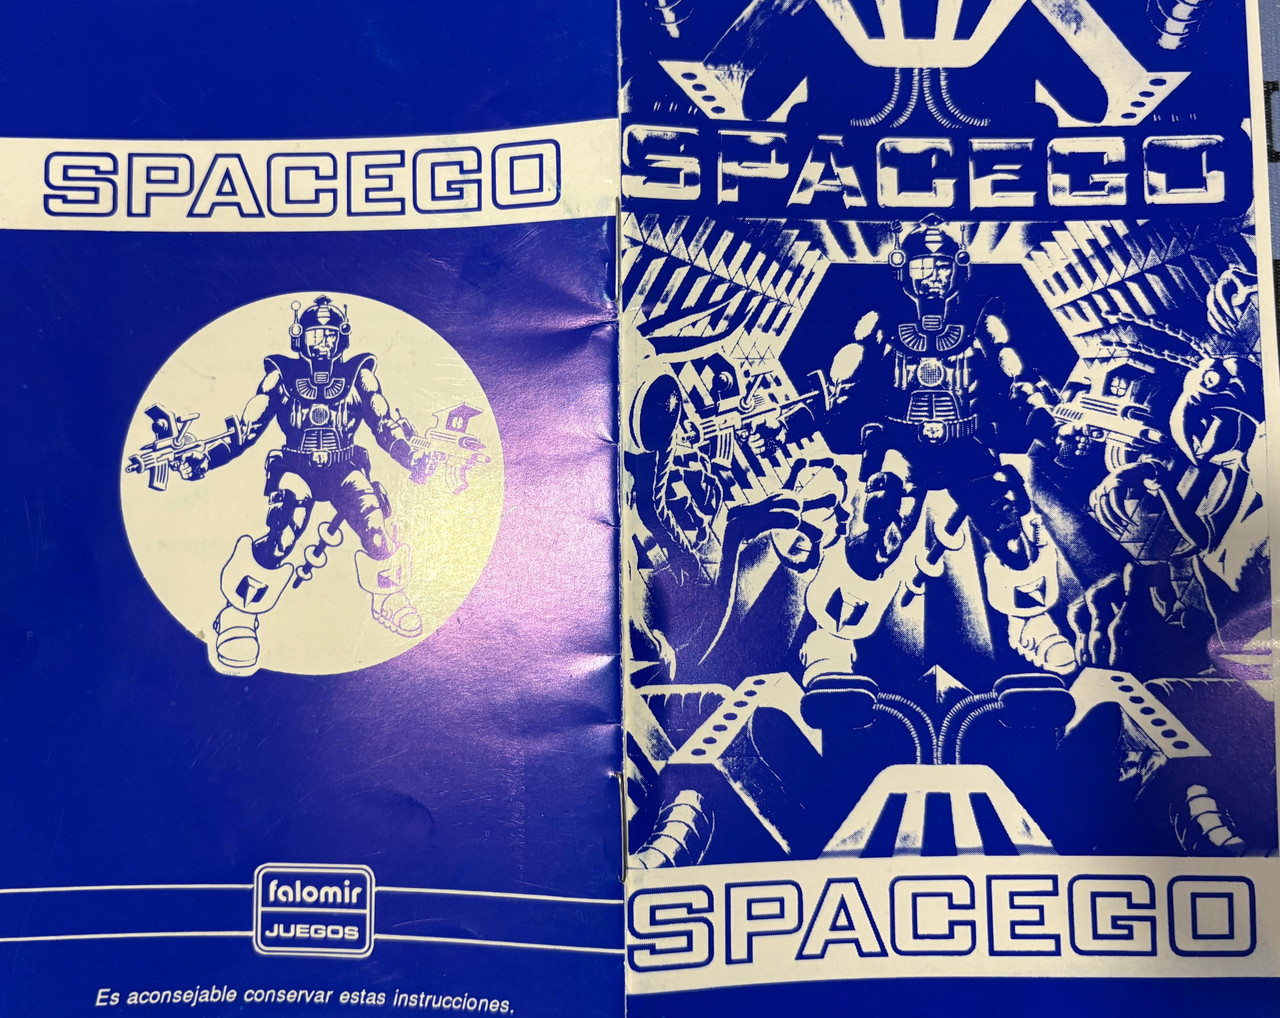 SPACEGO
falomir
JUEGOS
Es aconsejable conservar estas instrucciones.
SPACEGO
SPACEGO